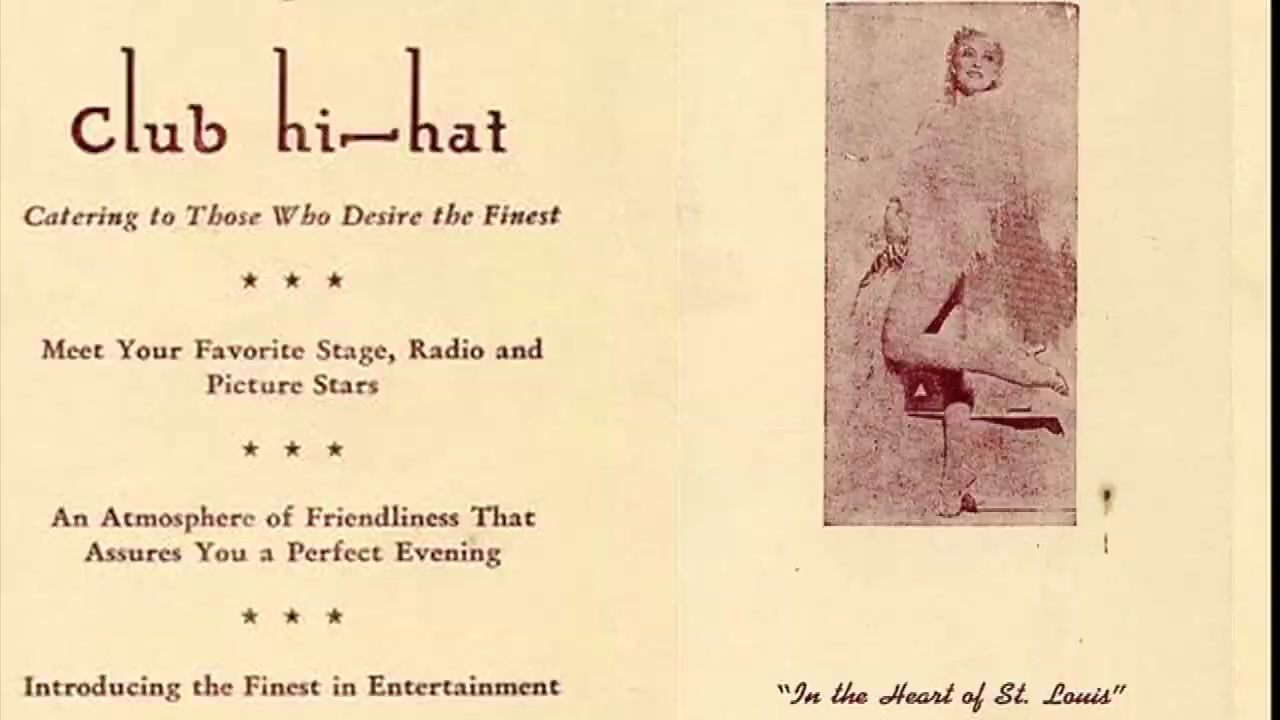 Club hi-hat
Catering to Those Who Desire the Finest
★ ★ ★
Meet Your Favorite Stage, Radio and
Picture Stars
★ ★ ★
An Atmosphere of Friendliness That
Assures You a Perfect Evening
★ ★ ★
Introducing the Finest in Entertainment
"In the Heart of St. Louis"